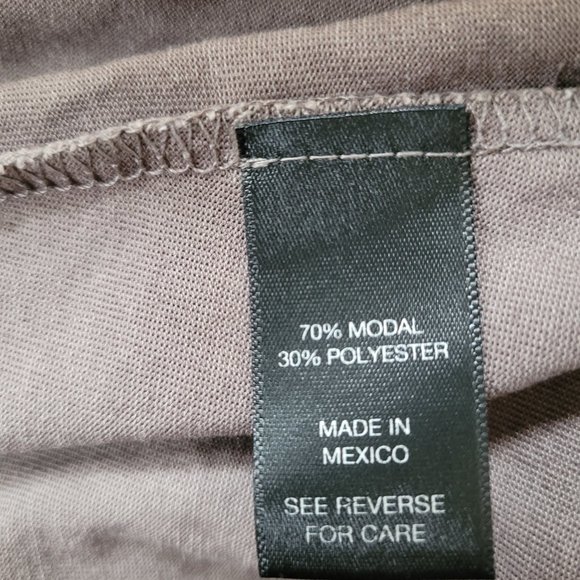 70% MODAL
30% POLYESTER
MADE IN
MEXICO
SEE REVERSE
FOR CARE